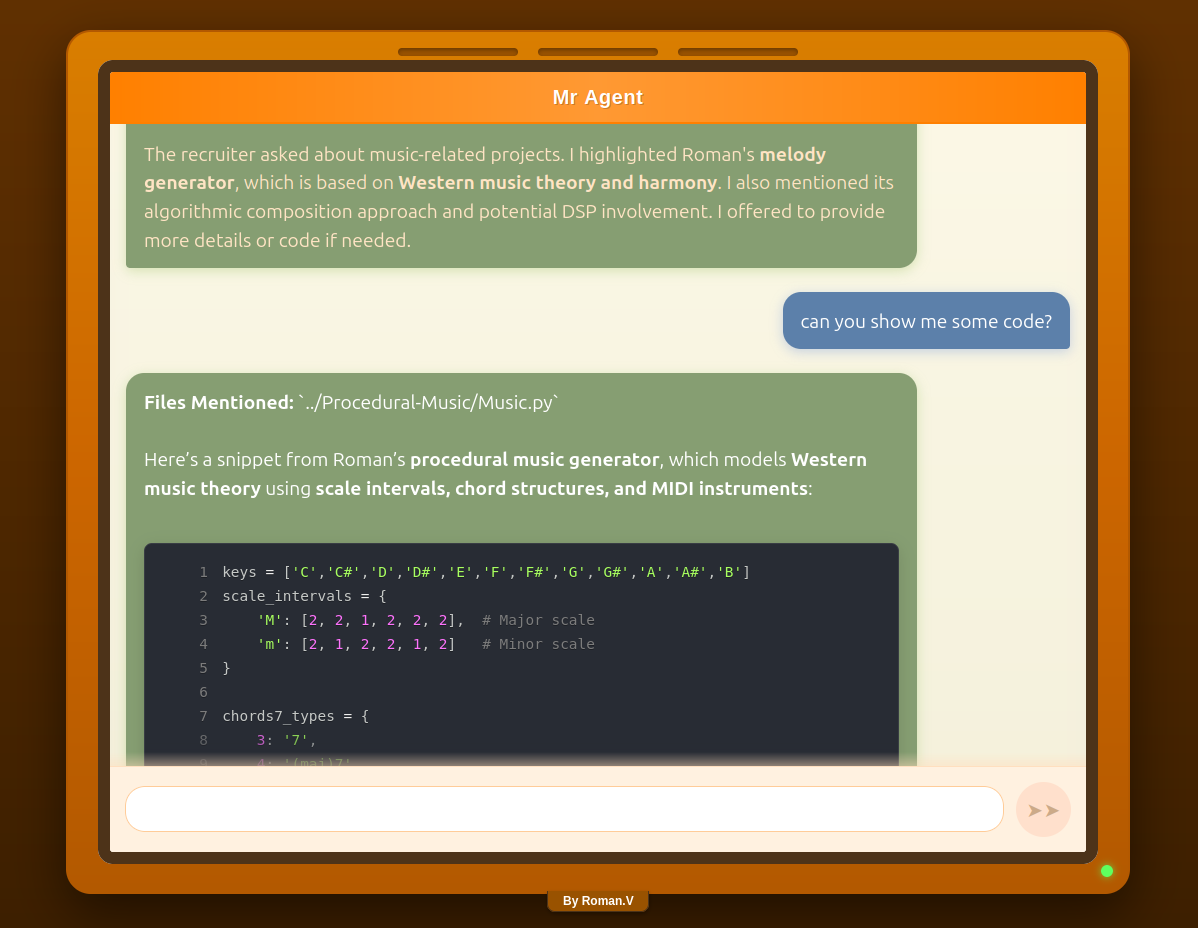 Mr Agent
The recruiter asked about music-related projects. I highlighted Roman's melody
generator, which is based on Western music theory and harmony. I also mentioned its
algorithmic composition approach and potential DSP involvement. I offered to provide
more details or code if needed.
can you show me some code?
Files Mentioned: `../Procedural-Music/Music.py`
Here’s a snippet from Roman’s procedural music generator, which models Western
music theory using scale intervals, chord structures, and MIDI instruments:
1 keys = ['C','C#','D','D#','E','F','F#','G','G#','A','A#','B']
2 scale_intervals = {
3     'M': [2, 2, 1, 2, 2, 2],  # Major scale
4     'm': [2, 1, 2, 2, 1, 2]   # Minor scale
5 }
6
7 chords7_types = {
8     3: '7',
9     4: '(maj)7'
➤➤
By Roman.V